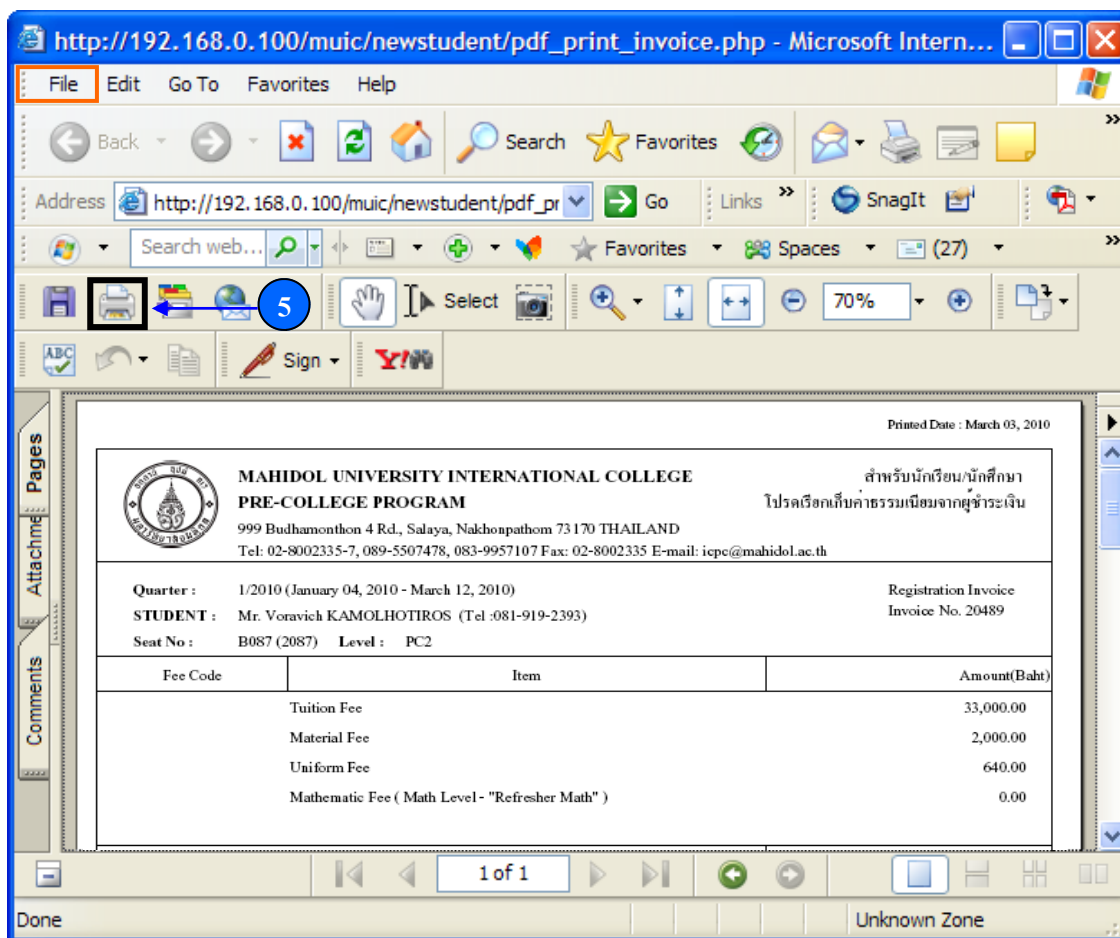 http://192.168.0.100/muic/newstudent/pdf_print_invoice.php - Microsoft Intern...
File Edit Go To Favorites Help
Back Search Favorites
Address http://192.168.0.100/muic/newstudent/pdf_pr Go Links SnagIt
Search web... Favorites Spaces (27)
5 Select 70%
ABC Sign Y!
Pages
Attachme
Comments
Printed Date : March 03, 2010
MAHIDOL UNIVERSITY INTERNATIONAL COLLEGE สำหรับนักเรียน/นักศึกษา
PRE-COLLEGE PROGRAM โปรดเรียกเก็บค่าธรรมเนียมจากผู้ชำระเงิน
999 Budhamonthon 4 Rd., Salaya, Nakhonpathom 73170 THAILAND
Tel: 02-8002335-7, 089-5507478, 083-9957107 Fax: 02-8002335 E-mail: icpc@mahidol.ac.th
Quarter : 1/2010 (January 04, 2010 - March 12, 2010) Registration Invoice
STUDENT : Mr. Voravich KAMOLHOTIROS (Tel :081-919-2393) Invoice No. 20489
Seat No : B087 (2087) Level : PC2
Fee Code Item Amount(Baht)
Tuition Fee 33,000.00
Material Fee 2,000.00
Uniform Fee 640.00
Mathematic Fee ( Math Level - "Refresher Math" ) 0.00
1 of 1
Done Unknown Zone